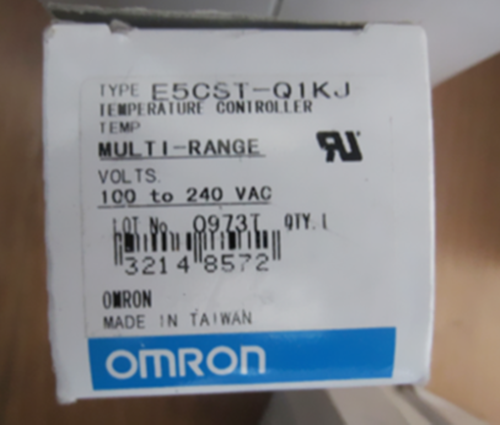 TYPE E5CST-Q1KJ
TEMPERATURE CONTROLLER
TEMP
MULTI-RANGE
VOLTS.
100 to 240 VAC
LOT No. 0973T QTY.1
3214 8572
OMRON
MADE IN TAIWAN
OMRON